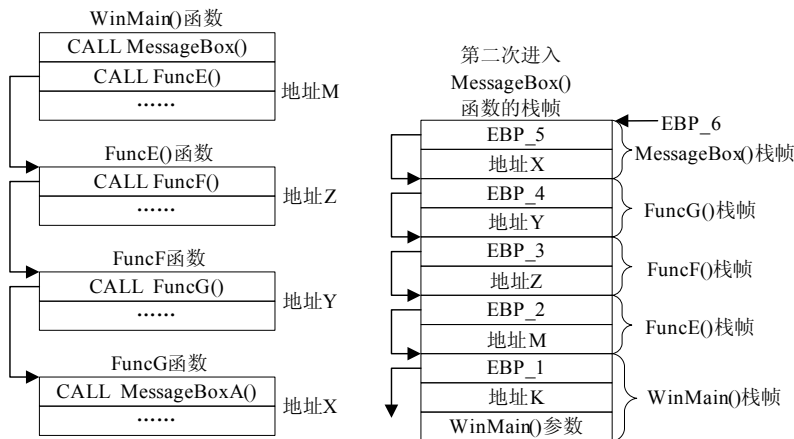 WinMain()函数
CALL MessageBox()
CALL FuncE()
……
地址M
FuncE()函数
CALL FuncF()
……
地址Z
FuncF函数
CALL FuncG()
……
地址Y
FuncG函数
CALL MessageBoxA()
……
地址X
第二次进入
MessageBox()
函数的栈帧
EBP_6
EBP_5
地址X
MessageBox()栈帧
EBP_4
地址Y
FuncG()栈帧
EBP_3
地址Z
FuncF()栈帧
EBP_2
地址M
FuncE()栈帧
EBP_1
地址K
WinMain()参数
WinMain()栈帧